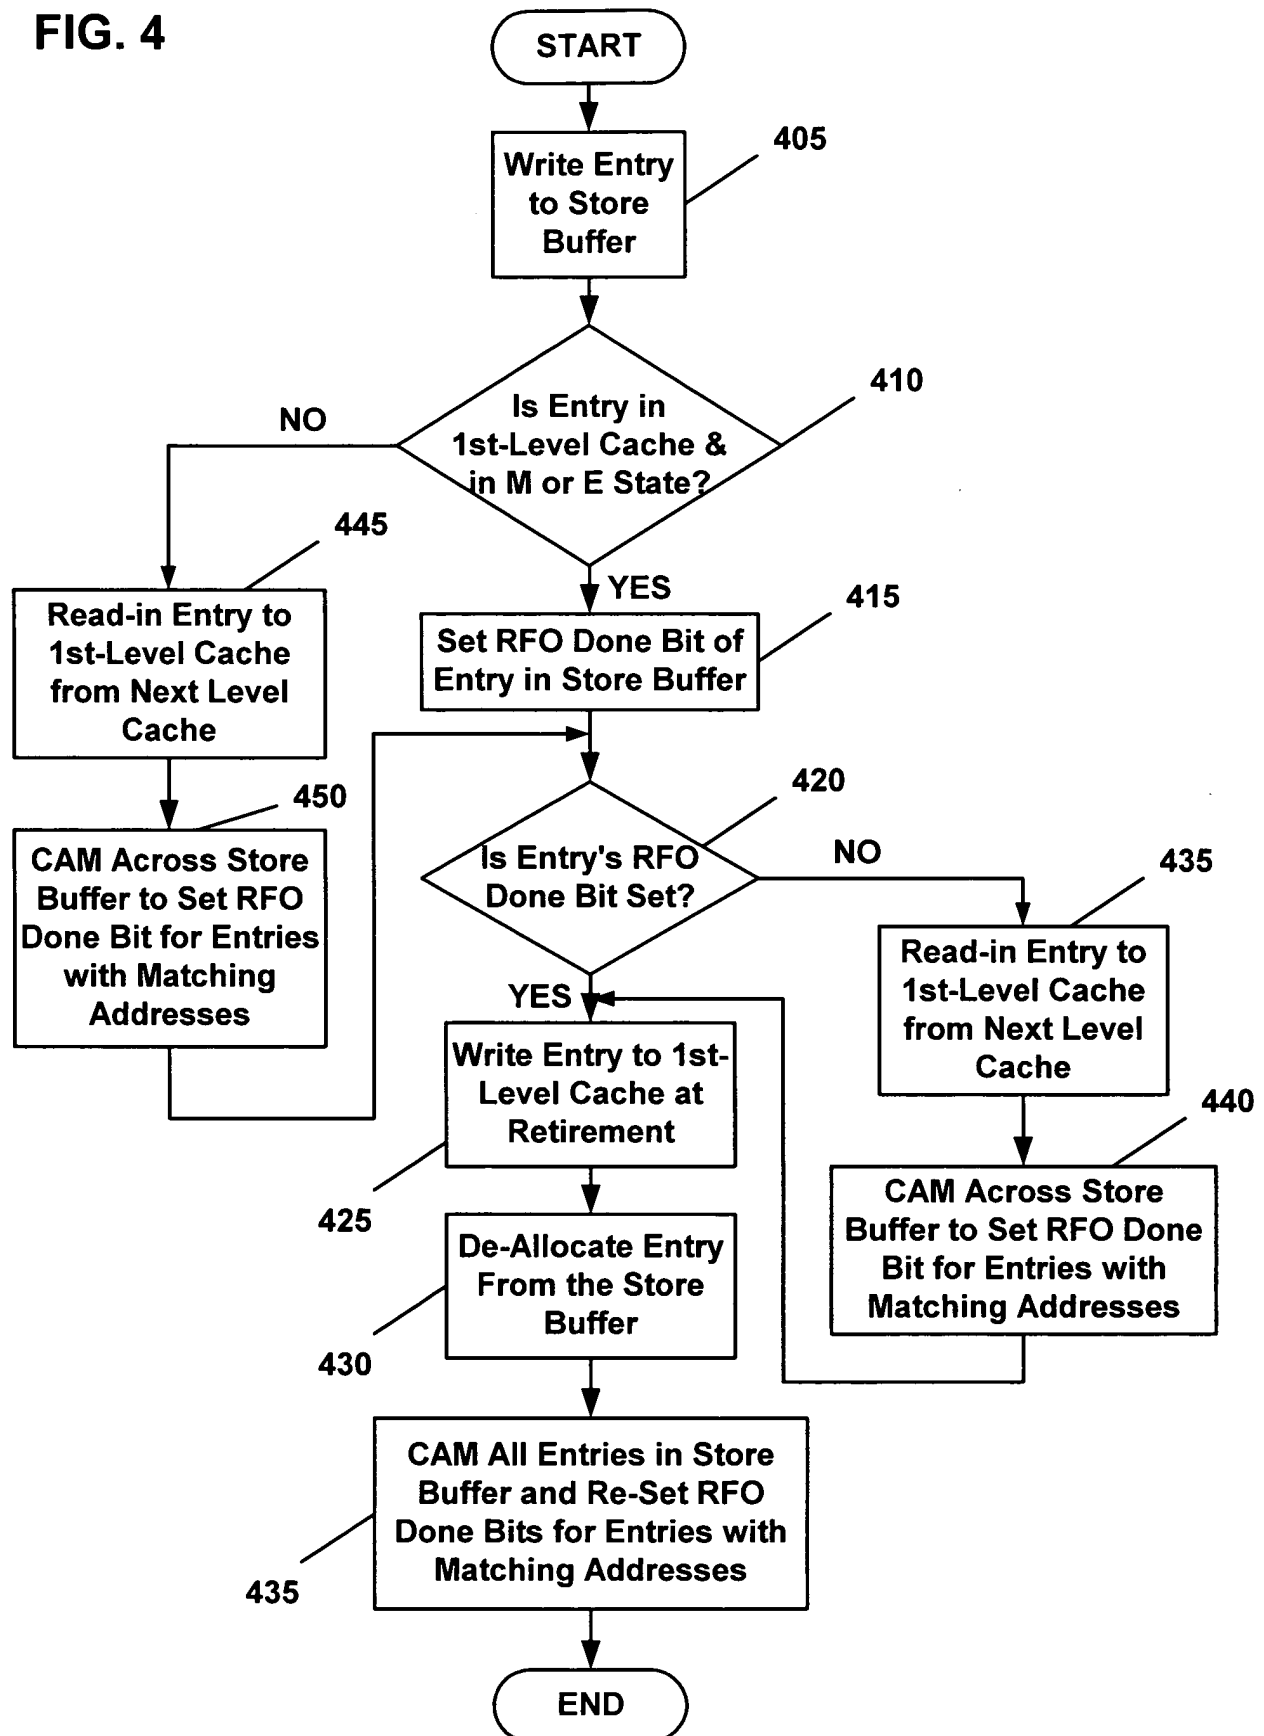 FIG. 4
START
405
Write Entry
to Store
Buffer
410
Is Entry in
1st-Level Cache &
in M or E State?
NO
YES
445
Read-in Entry to
1st-Level Cache
from Next Level
Cache
415
Set RFO Done Bit of
Entry in Store Buffer
450
CAM Across Store
Buffer to Set RFO
Done Bit for Entries
with Matching
Addresses
420
Is Entry's RFO
Done Bit Set?
NO
YES
435
Read-in Entry to
1st-Level Cache
from Next Level
Cache
Write Entry to 1st-
Level Cache at
Retirement
425
440
CAM Across Store
Buffer to Set RFO Done
Bit for Entries with
Matching Addresses
De-Allocate Entry
From the Store
Buffer
430
CAM All Entries in Store
Buffer and Re-Set RFO
Done Bits for Entries with
Matching Addresses
435
END